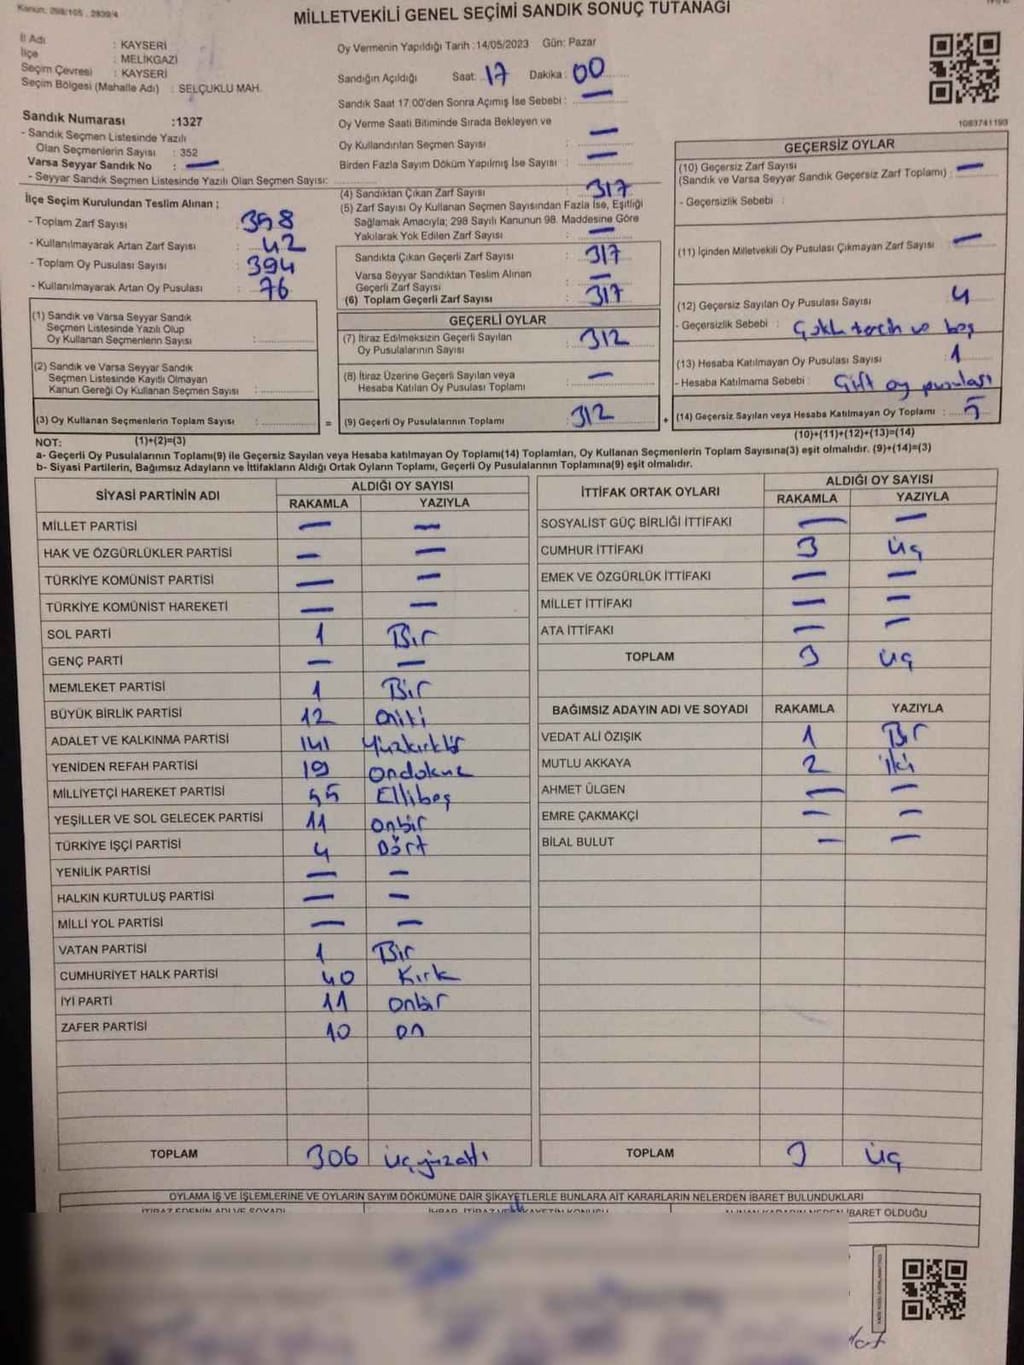 Kanun: 298/105 , 2839/4
MİLLETVEKİLİ GENEL SEÇİMİ SANDIK SONUÇ TUTANAĞI
İl Adı : KAYSERİ
İlçe : MELİKGAZİ
Seçim Çevresi : KAYSERİ
Seçim Bölgesi (Mahalle Adı) : SELÇUKLU MAH.
Sandık Numarası :1327
- Sandık Seçmen Listesinde Yazılı
Olan Seçmenlerin Sayısı : 352
Varsa Seyyar Sandık No : —
- Seyyar Sandık Seçmen Listesinde Yazılı Olan Seçmen Sayısı:
İlçe Seçim Kurulundan Teslim Alınan ;
- Toplam Zarf Sayısı : 358
- Kullanılmayarak Artan Zarf Sayısı : 42
- Toplam Oy Pusulası Sayısı : 394
- Kullanılmayarak Artan Oy Pusulası : 76
Oy Vermenin Yapıldığı Tarih :14/05/2023 Gün: Pazar
Sandığın Açıldığı Saat: 17 Dakika : 00
Sandık Saat 17.00'den Sonra Açımış İse Sebebi : —
Oy Verme Saati Bitiminde Sırada Bekleyen ve
Oy Kullandırılan Seçmen Sayısı : —
Birden Fazla Sayım Döküm Yapılmış İse Sayısı : —
(4) Sandıktan Çıkan Zarf Sayısı : 317
(5) Zarf Sayısı Oy Kullanan Seçmen Sayısından Fazla İse, Eşitliği
Sağlamak Amacıyla; 298 Sayılı Kanunun 98. Maddesine Göre
Yakılarak Yok Edilen Zarf Sayısı : —
Sandıkta Çıkan Geçerli Zarf Sayısı : 317
Varsa Seyyar Sandıktan Teslim Alınan
Geçerli Zarf Sayısı : —
(6) Toplam Geçerli Zarf Sayısı : 317
1083741193
GEÇERSİZ OYLAR
(10) Geçersiz Zarf Sayısı
(Sandık ve Varsa Seyyar Sandık Geçersiz Zarf Toplamı) : —
- Geçersizlik Sebebi :
(11) İçinden Milletvekili Oy Pusulası Çıkmayan Zarf Sayısı : —
(12) Geçersiz Sayılan Oy Pusulası Sayısı : 4
- Geçersizlik Sebebi : Çoklu tercih ve boş
(13) Hesaba Katılmayan Oy Pusulası Sayısı : 1
- Hesaba Katılmama Sebebi : Çift oy pusulası
(14) Geçersiz Sayılan veya Hesaba Katılmayan Oy Toplamı : 5
(10)+(11)+(12)+(13)=(14)
(1) Sandık ve Varsa Seyyar Sandık
Seçmen Listesinde Yazılı Olup
Oy Kullanan Seçmenlerin Sayısı :
(2) Sandık ve Varsa Seyyar Sandık
Seçmen Listesinde Kayıtlı Olmayan
Kanun Gereği Oy Kullanan Seçmen Sayısı :
(3) Oy Kullanan Seçmenlerin Toplam Sayısı : =
(1)+(2)=(3)
GEÇERLİ OYLAR
(7) İtiraz Edilmeksizin Geçerli Sayılan
Oy Pusulalarının Sayısı : 312
(8) İtiraz Üzerine Geçerli Sayılan veya
Hesaba Katılan Oy Pusulası Toplamı : —
(9) Geçerli Oy Pusulalarının Toplamı : 312 +
NOT:
a- Geçerli Oy Pusulalarının Toplamı(9) ile Geçersiz Sayılan veya Hesaba katılmayan Oy Toplamı(14) Toplamları, Oy Kullanan Seçmenlerin Toplam Sayısına(3) eşit olmalıdır. (9)+(14)=(3)
b- Siyasi Partilerin, Bağımsız Adayların ve İttifakların Aldığı Ortak Oyların Toplamı, Geçerli Oy Pusulalarının Toplamına(9) eşit olmalıdır.
SİYASİ PARTİNİN ADI ALDIĞI OY SAYISI
RAKAMLA YAZIYLA
MİLLET PARTİSİ — —
HAK VE ÖZGÜRLÜKLER PARTİSİ — —
TÜRKİYE KOMÜNİST PARTİSİ — —
TÜRKİYE KOMÜNİST HAREKETİ — —
SOL PARTİ 1 Bir
GENÇ PARTİ — —
MEMLEKET PARTİSİ 1 Bir
BÜYÜK BİRLİK PARTİSİ 12 Oniki
ADALET VE KALKINMA PARTİSİ 141 Yüzkırkbir
YENİDEN REFAH PARTİSİ 19 Ondokuz
MİLLİYETÇİ HAREKET PARTİSİ 55 Ellibeş
YEŞİLLER VE SOL GELECEK PARTİSİ 11 Onbir
TÜRKİYE İŞÇİ PARTİSİ 4 Dört
YENİLİK PARTİSİ — —
HALKIN KURTULUŞ PARTİSİ — —
MİLLİ YOL PARTİSİ — —
VATAN PARTİSİ 1 Bir
CUMHURİYET HALK PARTİSİ 40 Kırk
İYİ PARTİ 11 Onbir
ZAFER PARTİSİ 10 On
TOPLAM 306 Üçyüzaltı
İTTİFAK ORTAK OYLARI ALDIĞI OY SAYISI
RAKAMLA YAZIYLA
SOSYALİST GÜÇ BİRLİĞİ İTTİFAKI — —
CUMHUR İTTİFAKI 3 Üç
EMEK VE ÖZGÜRLÜK İTTİFAKI — —
MİLLET İTTİFAKI — —
ATA İTTİFAKI — —
TOPLAM 3 Üç
BAĞIMSIZ ADAYIN ADI VE SOYADI RAKAMLA YAZIYLA
VEDAT ALİ ÖZIŞIK 1 Bir
MUTLU AKKAYA 2 İki
AHMET ÜLGEN — —
EMRE ÇAKMAKÇI — —
BİLAL BULUT — —
TOPLAM 3 Üç
OYLAMA İŞ VE İŞLEMLERİNE VE OYLARIN SAYIM DÖKÜMÜNE DAİR ŞİKAYETLERLE BUNLARA AİT KARARLARIN NELERDEN İBARET BULUNDUKLARI
İBARET OLDUĞU